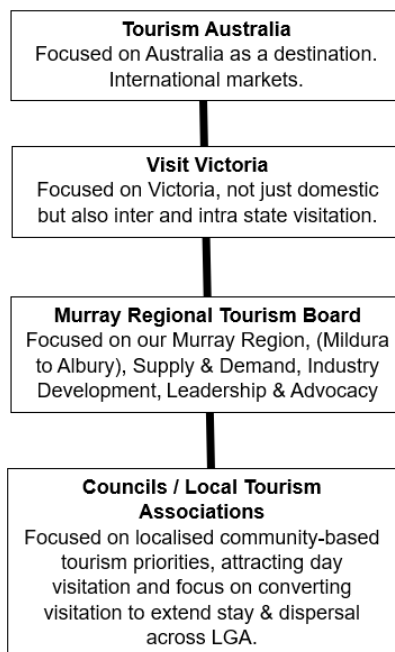 Tourism Australia
Focused on Australia as a destination.
International markets.
Visit Victoria
Focused on Victoria, not just domestic
but also inter and intra state visitation.
Murray Regional Tourism Board
Focused on our Murray Region, (Mildura
to Albury), Supply & Demand, Industry
Development, Leadership & Advocacy
Councils / Local Tourism
Associations
Focused on localised community-based
tourism priorities, attracting day
visitation and focus on converting
visitation to extend stay & dispersal
across LGA.